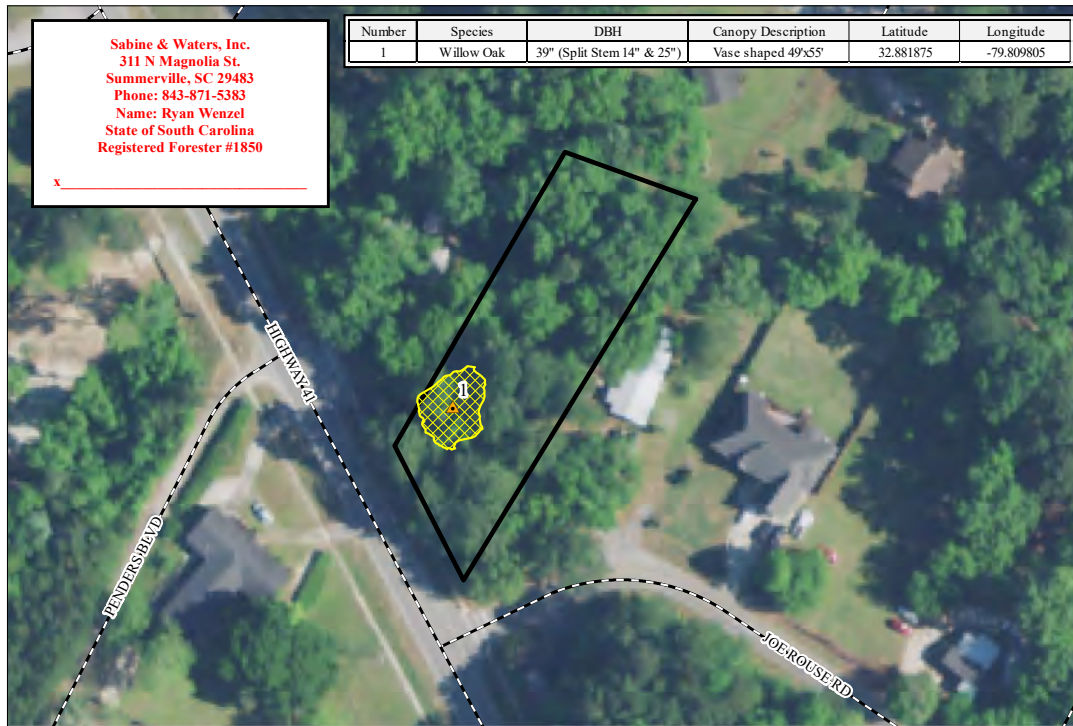 Sabine & Waters, Inc.
311 N Magnolia St.
Summerville, SC 29483
Phone: 843-871-5383
Name: Ryan Wenzel
State of South Carolina
Registered Forester #1850
x
Number Species DBH Canopy Description Latitude Longitude
1 Willow Oak 39" (Split Stem 14" & 25") Vase shaped 49'x55' 32.881875 -79.809805
HIGHWAY 41
1
PENDERS BLVD
JOE ROUSE RD